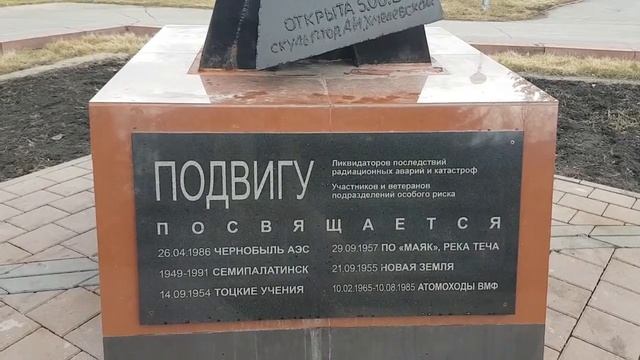 ОТКРЫТА 5.06.
СКУЛЬПТОР А.Н.
ПОДВИГУ
Ликвидаторов последствий
радиационных аварий и катастроф
Участников и ветеранов
подразделений особого риска
ПОСВЯЩАЕТСЯ
26.04.1986 ЧЕРНОБЫЛЬ АЭС
29.09.1957 ПО «МАЯК», РЕКА ТЕЧА
1949-1991 СЕМИПАЛАТИНСК
21.09.1955 НОВАЯ ЗЕМЛЯ
14.09.1954 ТОЦКИЕ УЧЕНИЯ
10.02.1965-10.08.1985 АТОМОХОДЫ ВМФ